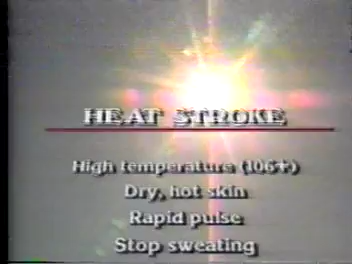 HEAT STROKE
High temperature (106+)
Dry, hot skin
Rapid pulse
Stop sweating